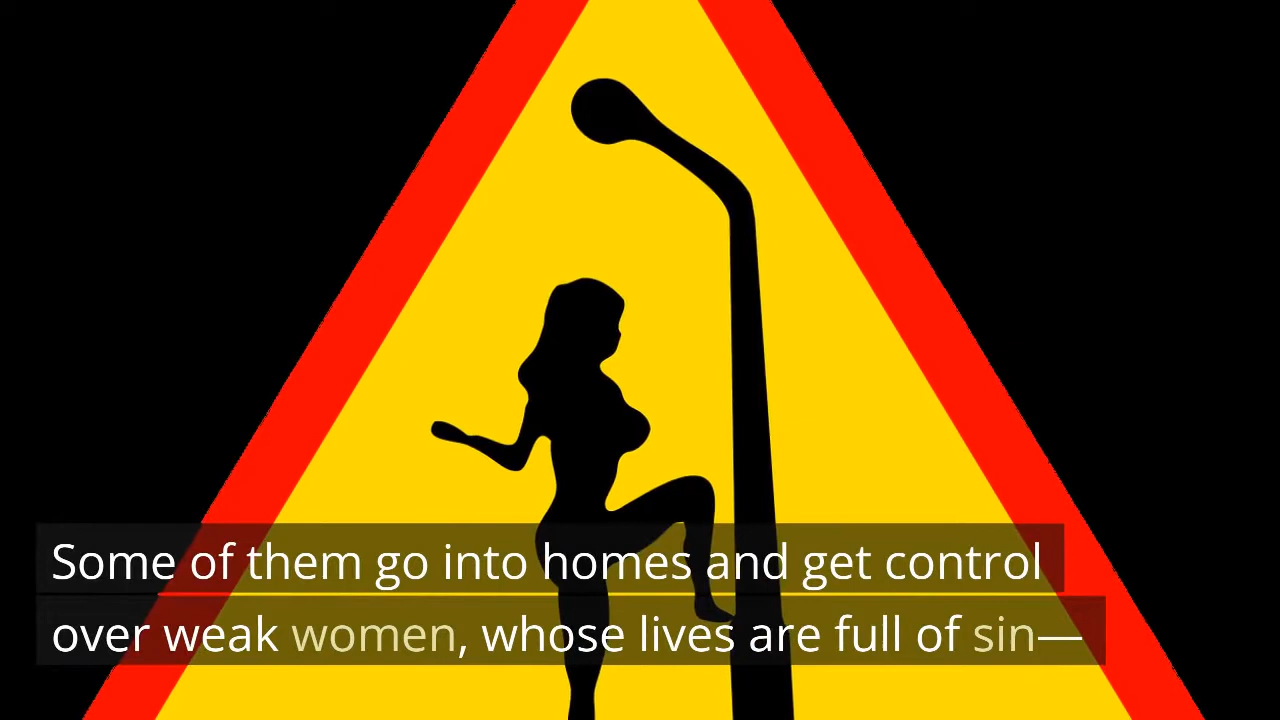 Some of them go into homes and get control
over weak women, whose lives are full of sin—